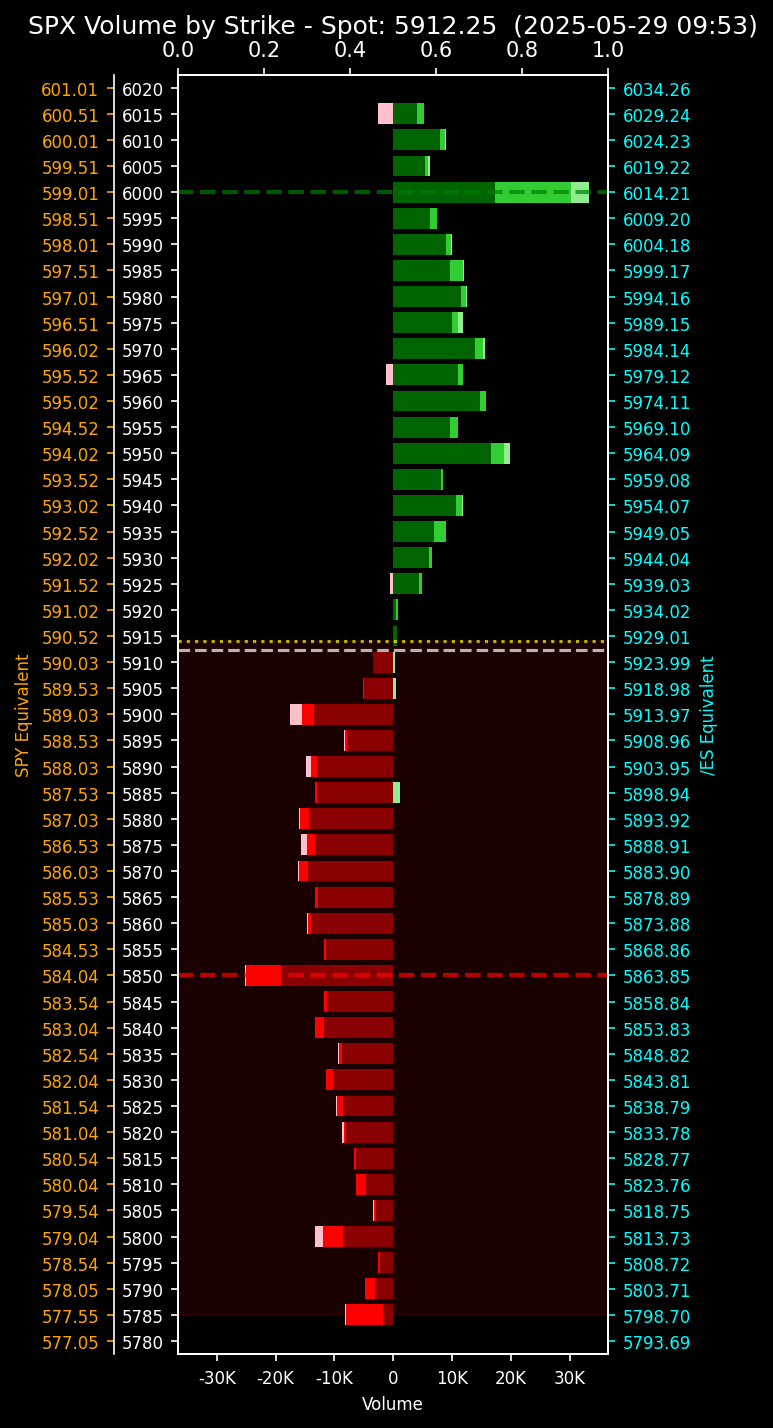 SPX Volume by Strike - Spot: 5912.25 (2025-05-29 09:53)
0.0 0.2 0.4 0.6 0.8 1.0
601.01 6020 6034.26
600.51 6015 6029.24
600.01 6010 6024.23
599.51 6005 6019.22
599.01 6000 6014.21
598.51 5995 6009.20
598.01 5990 6004.18
597.51 5985 5999.17
597.01 5980 5994.16
596.51 5975 5989.15
596.02 5970 5984.14
595.52 5965 5979.12
595.02 5960 5974.11
594.52 5955 5969.10
594.02 5950 5964.09
593.52 5945 5959.08
593.02 5940 5954.07
592.52 5935 5949.05
592.02 5930 5944.04
591.52 5925 5939.03
591.02 5920 5934.02
590.52 5915 5929.01
590.03 5910 5923.99
589.53 5905 5918.98
589.03 5900 5913.97
588.53 5895 5908.96
588.03 5890 5903.95
587.53 5885 5898.94
587.03 5880 5893.92
586.53 5875 5888.91
586.03 5870 5883.90
585.53 5865 5878.89
585.03 5860 5873.88
584.53 5855 5868.86
584.04 5850 5863.85
583.54 5845 5858.84
583.04 5840 5853.83
582.54 5835 5848.82
582.04 5830 5843.81
581.54 5825 5838.79
581.04 5820 5833.78
580.54 5815 5828.77
580.04 5810 5823.76
579.54 5805 5818.75
579.04 5800 5813.73
578.54 5795 5808.72
578.05 5790 5803.71
577.55 5785 5798.70
577.05 5780 5793.69
SPY Equivalent
/ES Equivalent
-30K -20K -10K 0 10K 20K 30K
Volume